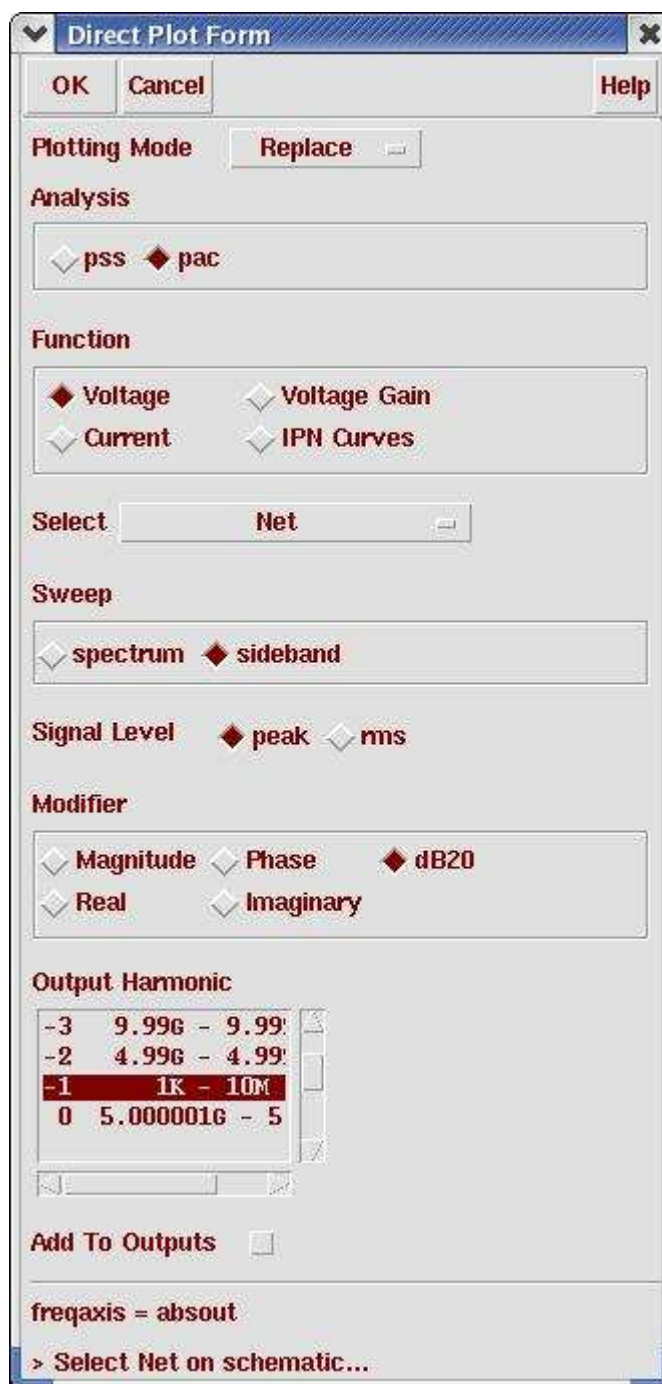 Direct Plot Form
OK Cancel Help
Plotting Mode Replace
Analysis
pss pac
Function
Voltage Voltage Gain
Current IPN Curves
Select Net
Sweep
spectrum sideband
Signal Level peak rms
Modifier
Magnitude Phase dB20
Real Imaginary
Output Harmonic
-3 9.99G - 9.99
-2 4.99G - 4.99
-1 1K - 10M
0 5.000001G - 5
Add To Outputs
freqaxis = absout
> Select Net on schematic...